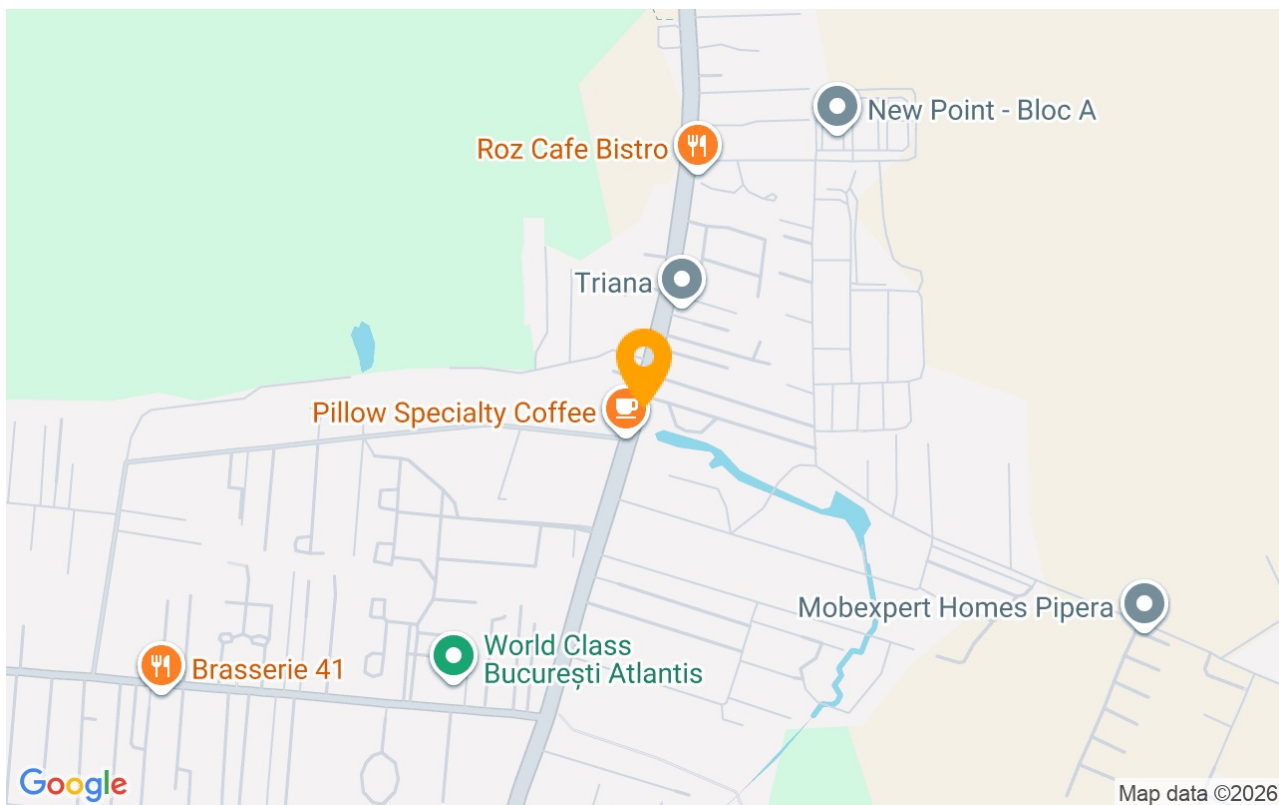 New Point - Bloc A
Roz Cafe Bistro
Triana
Pillow Specialty Coffee
Mobexpert Homes Pipera
World Class
București Atlantis
Brasserie 41
Google
Map data ©2026